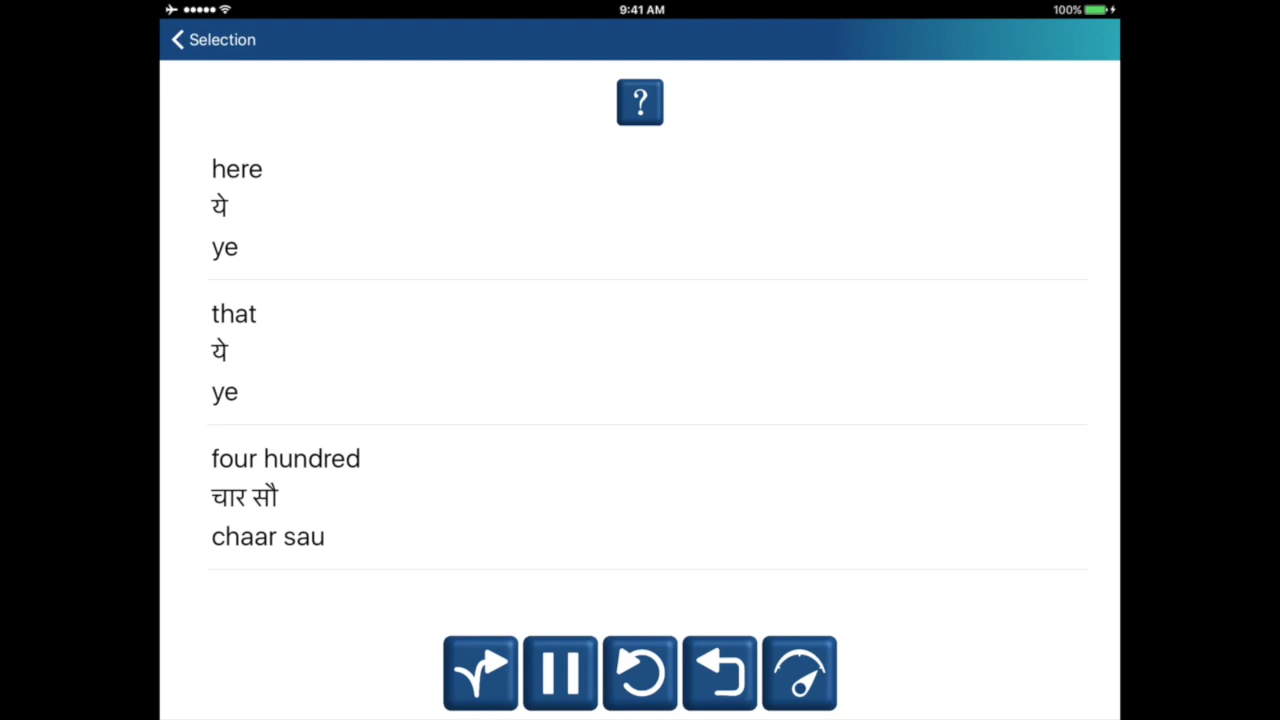 9:41 AM
100%
Selection
?
here
ये
ye
that
ये
ye
four hundred
चार सौ
chaar sau